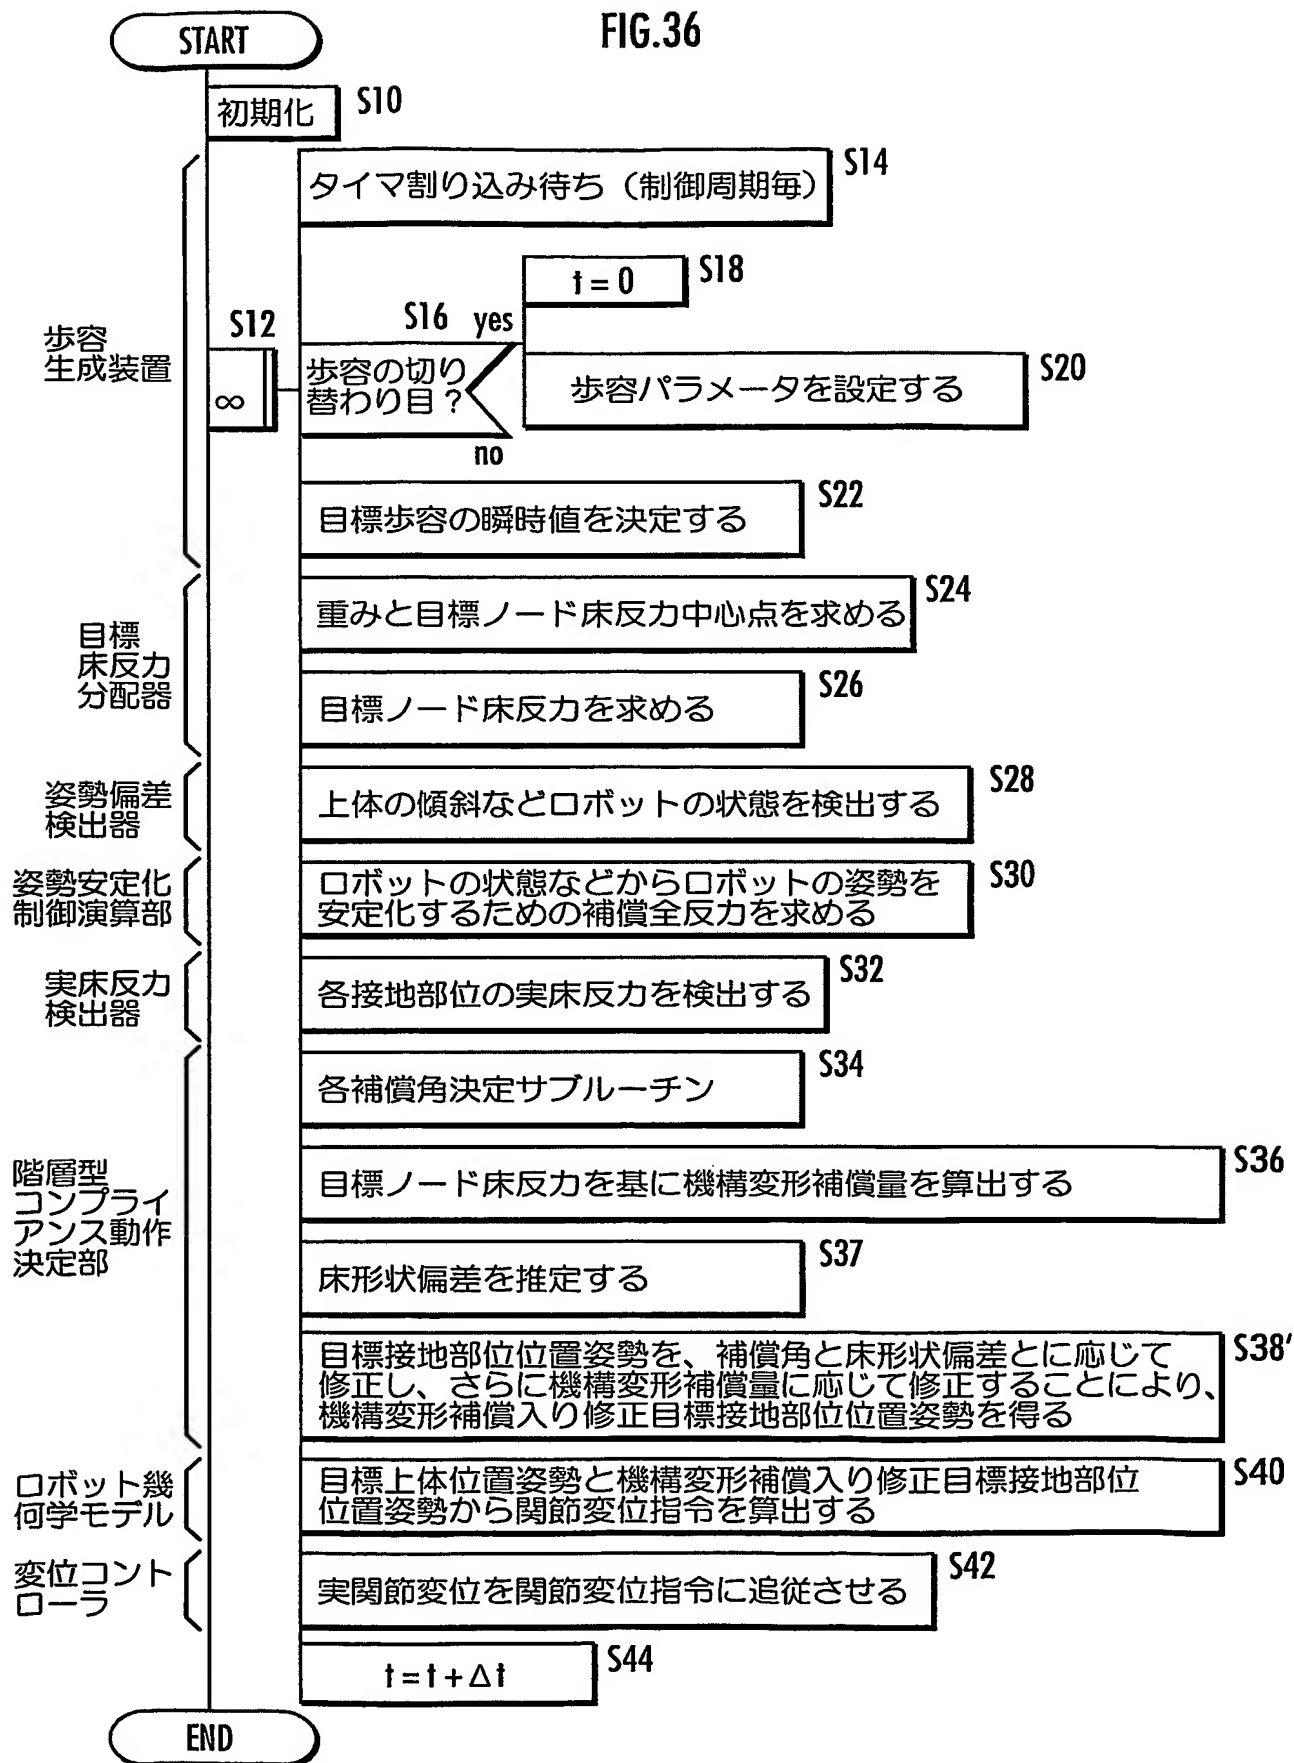 FIG.36
START
初期化
S10
タイマ割り込み待ち（制御周期毎）
S14
t = 0
S18
歩容
生成装置
S12
∞
S16
yes
歩容の切り
替わり目？
no
歩容パラメータを設定する
S20
目標歩容の瞬時値を決定する
S22
目標
床反力
分配器
重みと目標ノード床反力中心点を求める
S24
目標ノード床反力を求める
S26
姿勢偏差
検出器
上体の傾斜などロボットの状態を検出する
S28
姿勢安定化
制御演算部
ロボットの状態などからロボットの姿勢を
安定化するための補償全反力を求める
S30
実床反力
検出器
各接地部位の実床反力を検出する
S32
階層型
コンプライ
アンス動作
決定部
各補償角決定サブルーチン
S34
目標ノード床反力を基に機構変形補償量を算出する
S36
床形状偏差を推定する
S37
目標接地部位位置姿勢を、補償角と床形状偏差とに応じて
修正し、さらに機構変形補償量に応じて修正することにより、
機構変形補償入り修正目標接地部位位置姿勢を得る
S38'
ロボット幾
何学モデル
目標上体位置姿勢と機構変形補償入り修正目標接地部位
位置姿勢から関節変位指令を算出する
S40
変位コント
ローラ
実関節変位を関節変位指令に追従させる
S42
t = t + Δt
S44
END